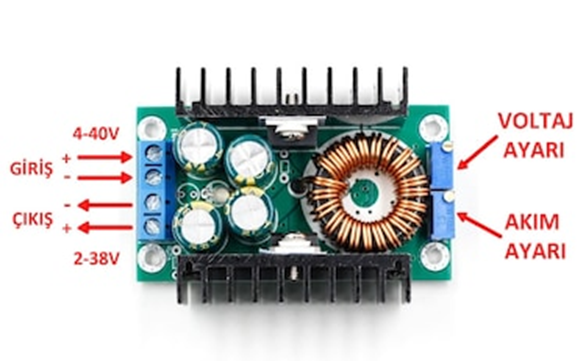 4-40V
GİRİŞ + -
ÇIKIŞ - +
2-38V
VOLTAJ
AYARI
AKIM
AYARI